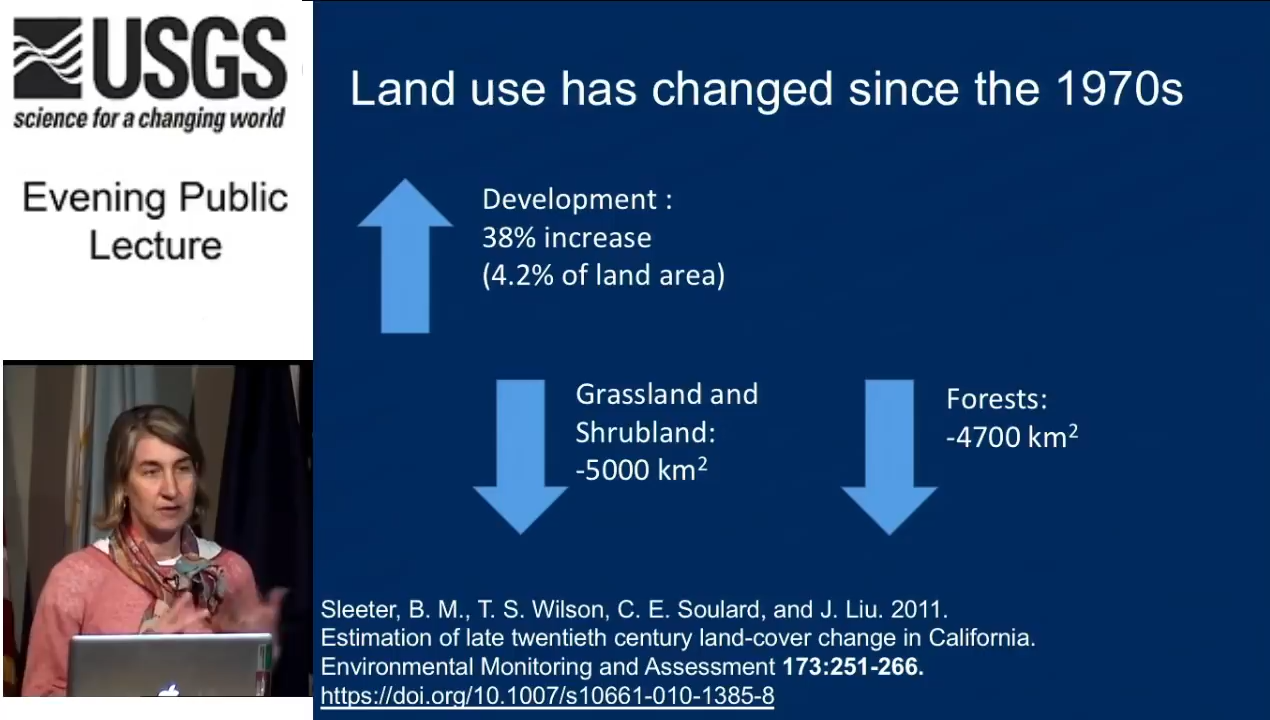 USGS
science for a changing world
Evening Public
Lecture
Land use has changed since the 1970s
Development :
38% increase
(4.2% of land area)
Grassland and
Shrubland:
-5000 km²
Forests:
-4700 km²
Sleeter, B. M., T. S. Wilson, C. E. Soulard, and J. Liu. 2011.
Estimation of late twentieth century land-cover change in California.
Environmental Monitoring and Assessment 173:251-266.
https://doi.org/10.1007/s10661-010-1385-8